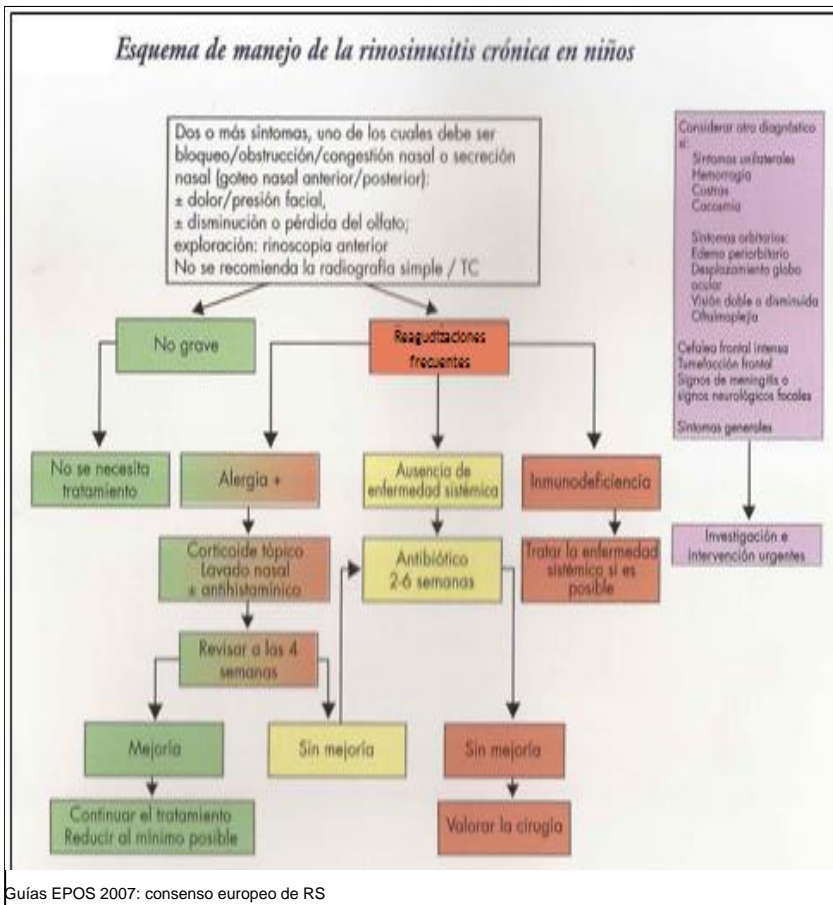 Esquema de manejo de la rinosinusitis crónica en niños
Dos o más síntomas, uno de los cuales debe ser
bloqueo/obstrucción/congestión nasal o secreción
nasal (goteo nasal anterior/posterior):
± dolor/presión facial,
± disminución o pérdida del olfato;
exploración: rinoscopia anterior
No se recomienda la radiografía simple / TC
Considerar otro diagnóstico
si:
Síntomas unilaterales
Hemorragia
Costras
Cacosmia
Síntomas orbitarios:
Edema periorbitario
Desplazamiento globo
ocular
Visión doble o disminuida
Oftalmoplejía
Cefalea frontal intensa
Tumefacción frontal
Signos de meningitis o
signos neurológicos focales
Síntomas generales
No grave
Reagudizaciones
frecuentes
No se necesita
tratamiento
Alergia +
Ausencia de
enfermedad sistémica
Inmunodeficiencia
Investigación e
intervención urgentes
Corticoide tópico
Lavado nasal
± antihistamínico
Antibiótico
2-6 semanas
Tratar la enfermedad
sistémica si es
posible
Revisar a las 4
semanas
Mejoría
Sin mejoría
Sin mejoría
Continuar el tratamiento
Reducir al mínimo posible
Valorar la cirugía
Guías EPOS 2007: consenso europeo de RS